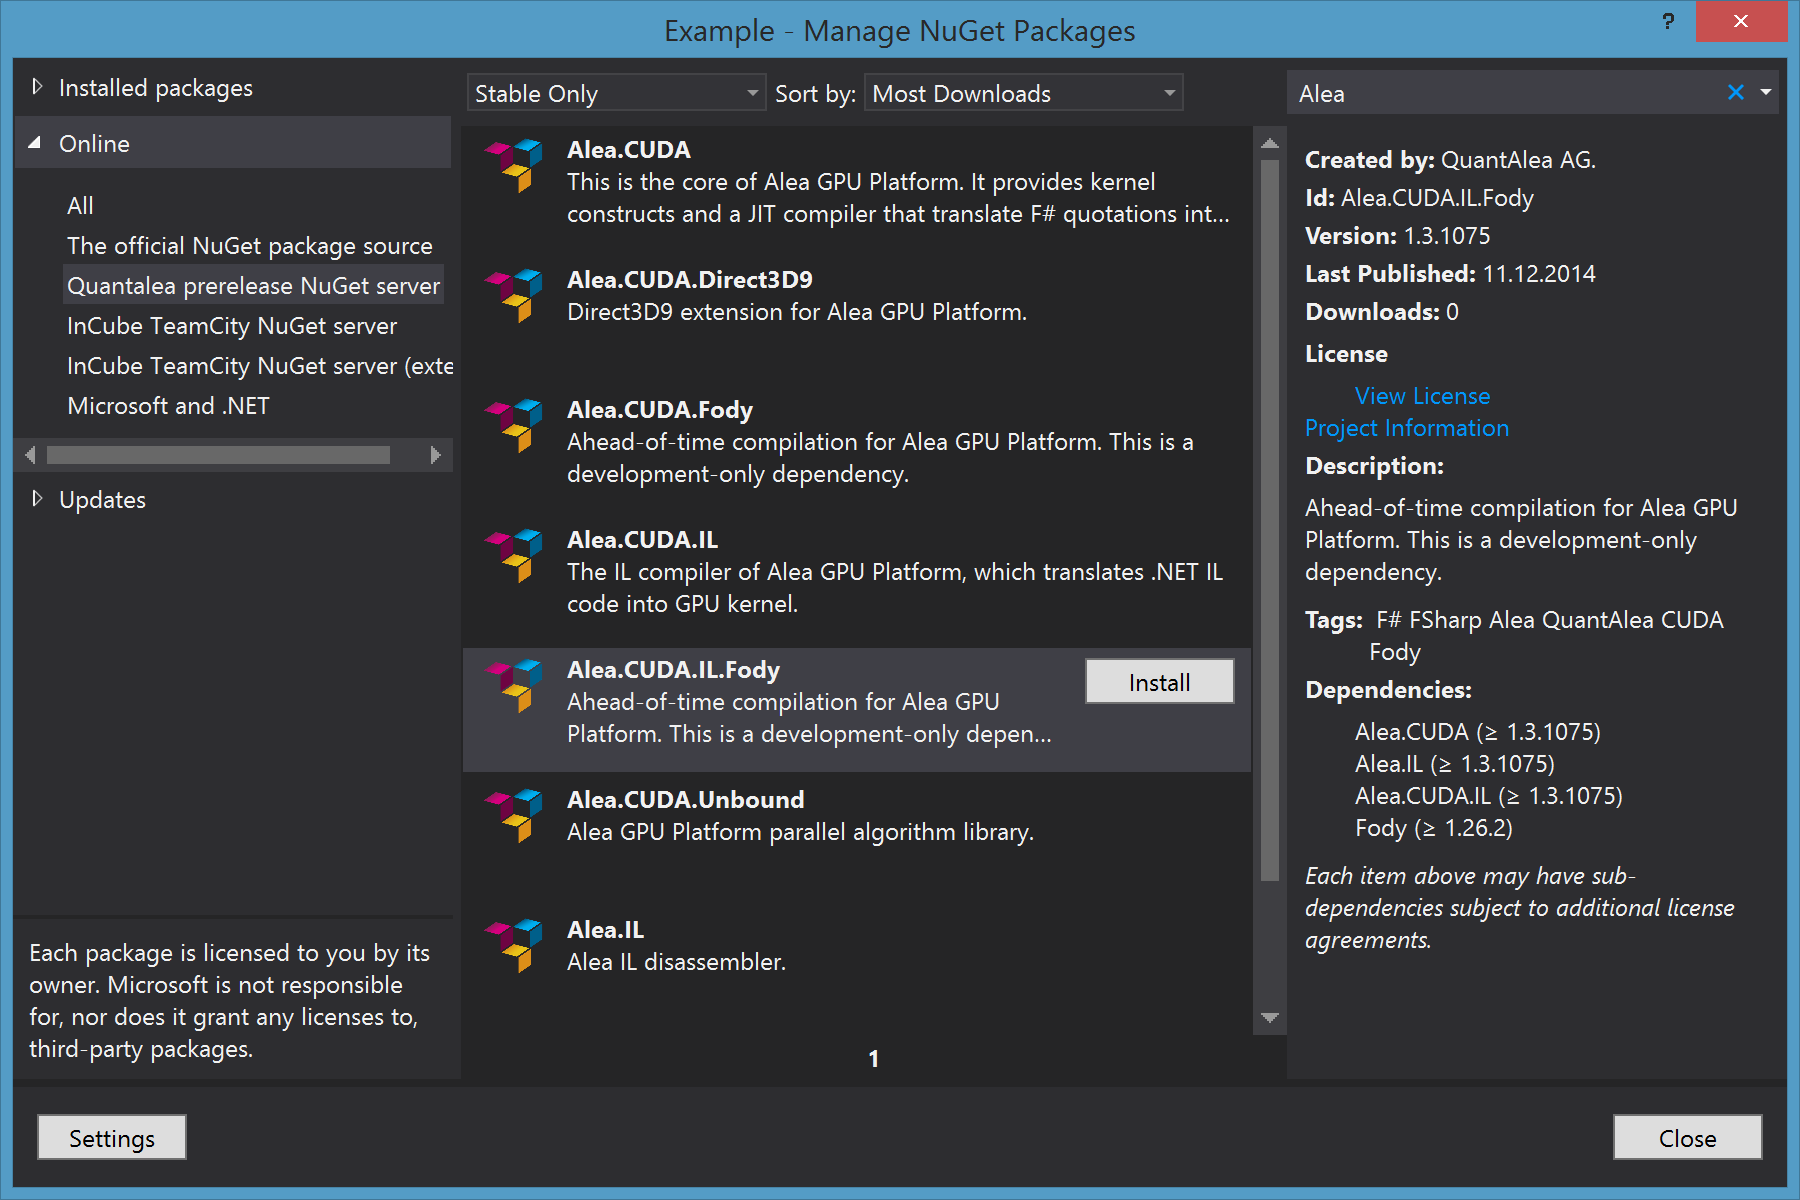 Example - Manage NuGet Packages
?
Installed packages
Online
All
The official NuGet package source
Quantalea prerelease NuGet server
InCube TeamCity NuGet server
InCube TeamCity NuGet server (exte
Microsoft and .NET
Updates
Each package is licensed to you by its
owner. Microsoft is not responsible
for, nor does it grant any licenses to,
third-party packages.
Settings
Stable Only
Sort by: Most Downloads
Alea.CUDA
This is the core of Alea GPU Platform. It provides kernel
constructs and a JIT compiler that translate F# quotations int...
Alea.CUDA.Direct3D9
Direct3D9 extension for Alea GPU Platform.
Alea.CUDA.Fody
Ahead-of-time compilation for Alea GPU Platform. This is a
development-only dependency.
Alea.CUDA.IL
The IL compiler of Alea GPU Platform, which translates .NET IL
code into GPU kernel.
Alea.CUDA.IL.Fody
Install
Ahead-of-time compilation for Alea GPU
Platform. This is a development-only depen...
Alea.CUDA.Unbound
Alea GPU Platform parallel algorithm library.
Alea.IL
Alea IL disassembler.
1
Alea
Created by: QuantAlea AG.
Id: Alea.CUDA.IL.Fody
Version: 1.3.1075
Last Published: 11.12.2014
Downloads: 0
License
View License
Project Information
Description:
Ahead-of-time compilation for Alea GPU
Platform. This is a development-only
dependency.
Tags: F# FSharp Alea QuantAlea CUDA
Fody
Dependencies:
Alea.CUDA (≥ 1.3.1075)
Alea.IL (≥ 1.3.1075)
Alea.CUDA.IL (≥ 1.3.1075)
Fody (≥ 1.26.2)
Each item above may have sub-
dependencies subject to additional license
agreements.
Close